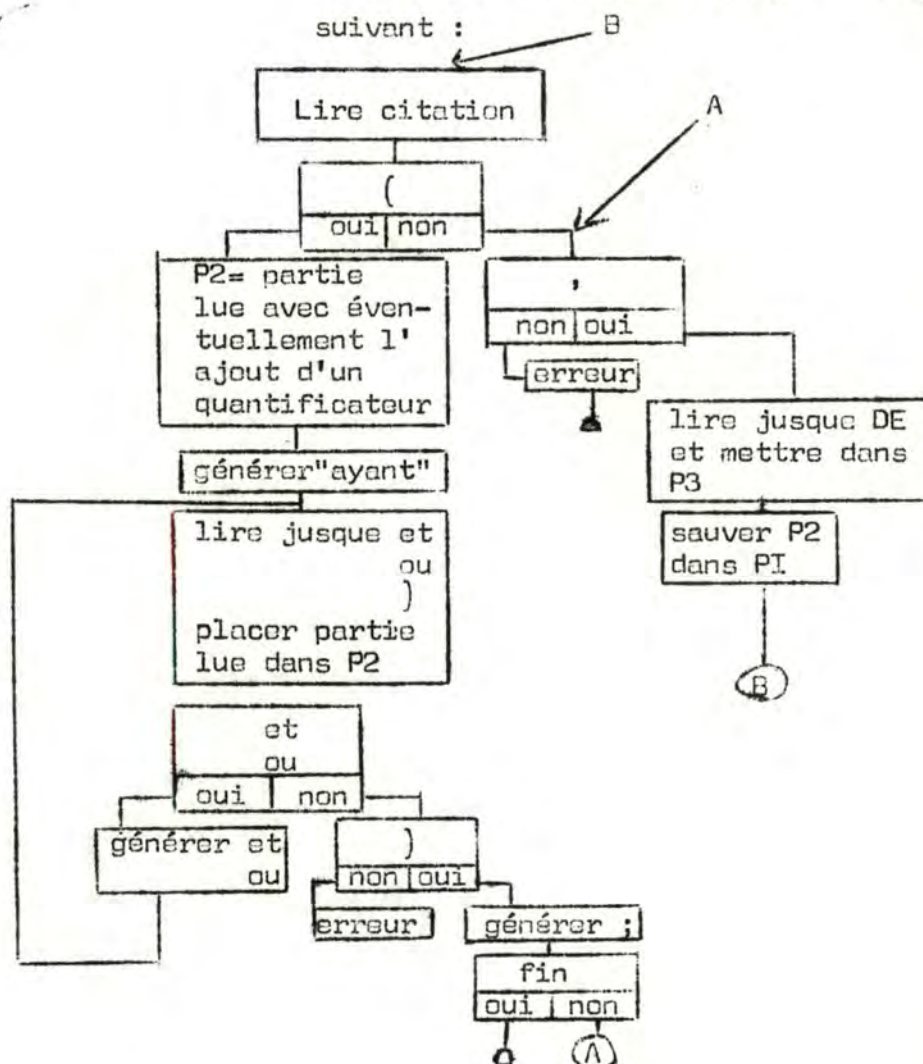 suivant :
B
Lire citation
A
(
oui non
P2= partie
lue avec éven-
tuellement l'
ajout d'un
quantificateur
,
non oui
erreur
lire jusque DE
et mettre dans
P3
générer"ayant"
lire jusque et
ou
)
placer partie
lue dans P2
sauver P2
dans PI
B
et
ou
oui non
générer et
ou
)
non oui
erreur
générer ;
fin
oui non
A